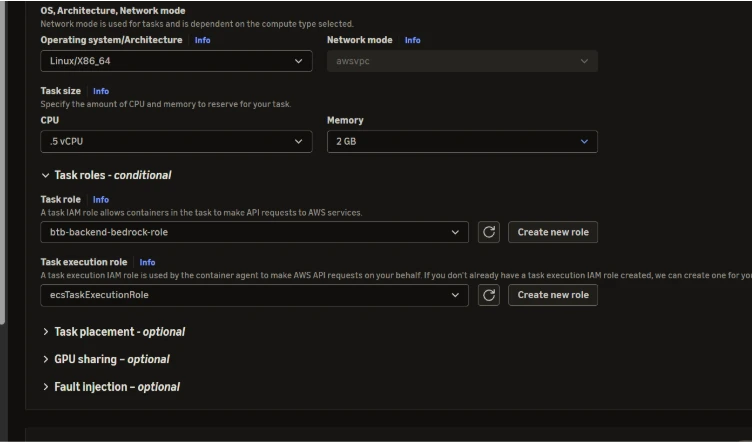 OS, Architecture, Network mode
Network mode is used for tasks and is dependent on the compute type selected.
Operating system/Architecture Info Network mode Info
Linux/X86_64 awsvpc
Task size Info
Specify the amount of CPU and memory to reserve for your task.
CPU Memory
.5 vCPU 2 GB
Task roles - conditional
Task role Info
A task IAM role allows containers in the task to make API requests to AWS services.
btb-backend-bedrock-role Create new role
Task execution role Info
A task execution IAM role is used by the container agent to make AWS API requests on your behalf. If you don't already have a task execution IAM role created, we can create one for yo
ecsTaskExecutionRole Create new role
Task placement - optional
GPU sharing – optional
Fault injection – optional